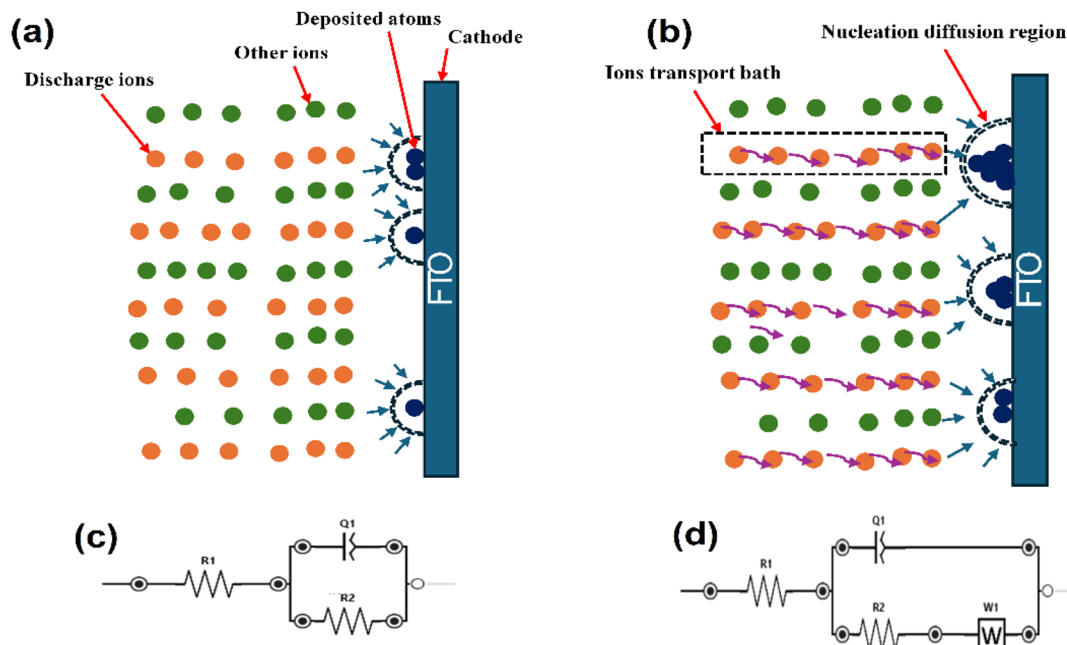 (a)
Deposited atoms
Cathode
Other ions
Discharge ions
FTO
(b)
Nucleation diffusion region
Ions transport bath
FTO
(c)
Q1
R1
R2
(d)
Q1
R1
R2
W1
W